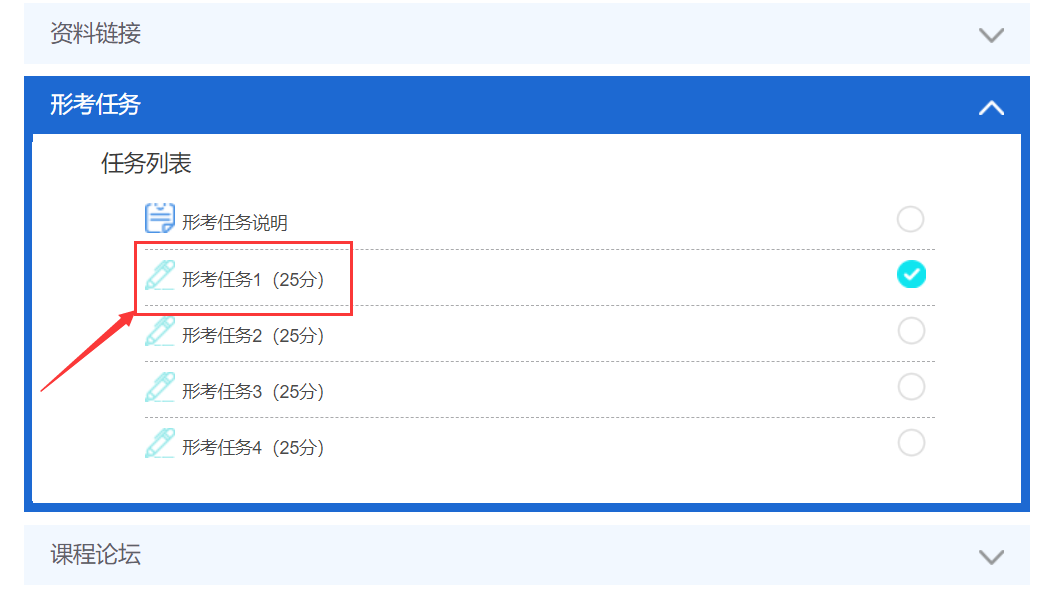 资料链接
形考任务
任务列表
形考任务说明
形考任务1（25分）
形考任务2（25分）
形考任务3（25分）
形考任务4（25分）
课程论坛